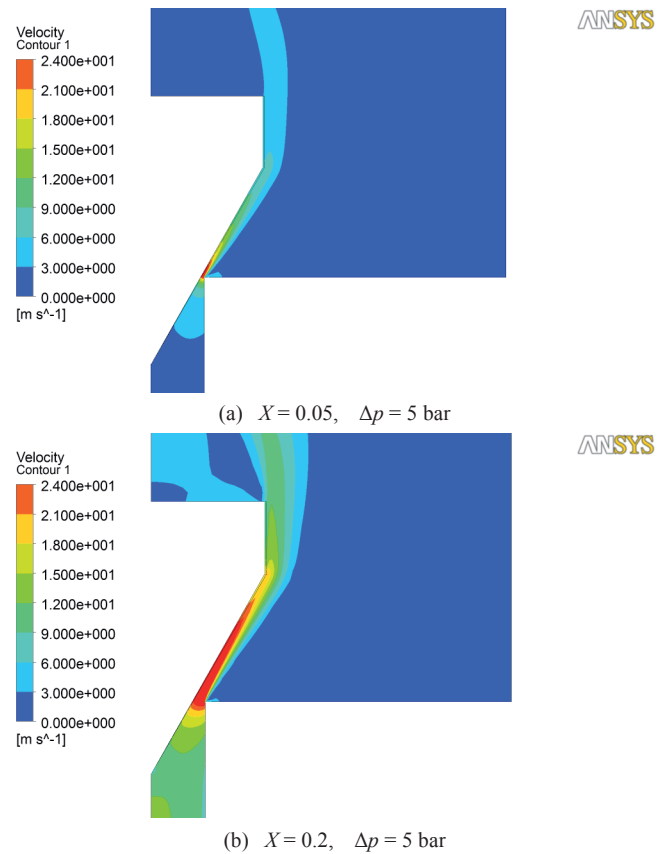 ANSYS
Velocity
Contour 1
2.400e+001
2.100e+001
1.800e+001
1.500e+001
1.200e+001
9.000e+000
6.000e+000
3.000e+000
0.000e+000
[m s^-1]
(a) X = 0.05, Δp = 5 bar
ANSYS
Velocity
Contour 1
2.400e+001
2.100e+001
1.800e+001
1.500e+001
1.200e+001
9.000e+000
6.000e+000
3.000e+000
0.000e+000
[m s^-1]
(b) X = 0.2, Δp = 5 bar